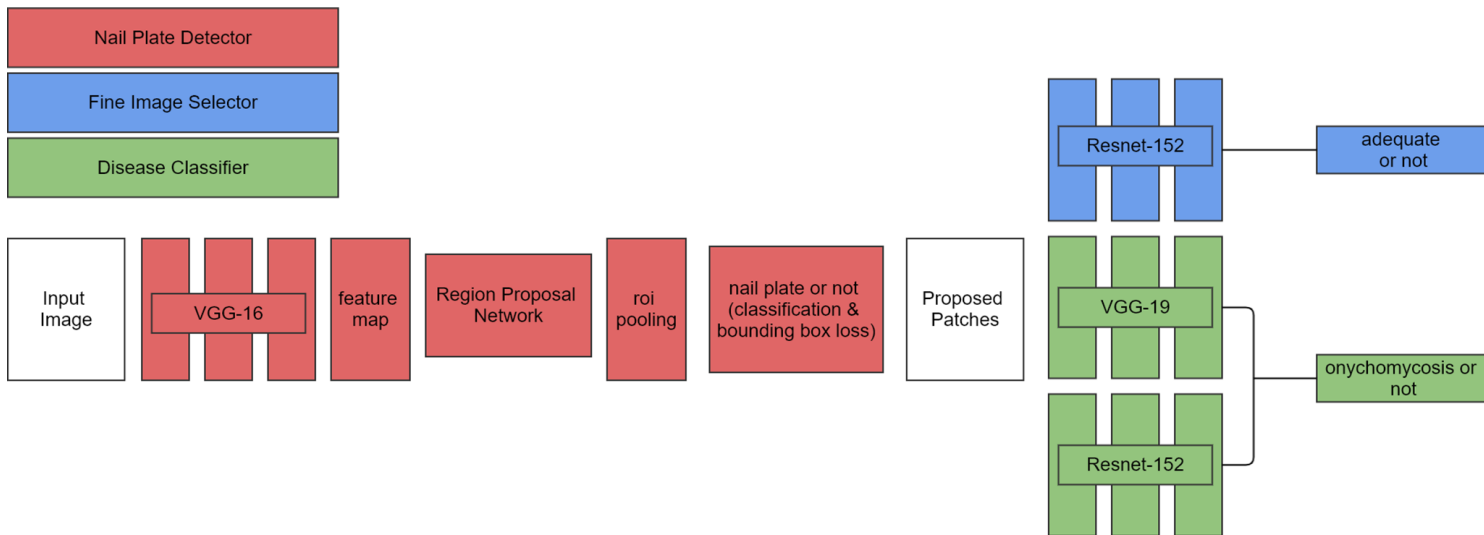 Nail Plate Detector
Fine Image Selector
Disease Classifier
Input
Image
VGG-16
feature
map
Region Proposal
Network
roi
pooling
nail plate or not
(classification &
bounding box loss)
Proposed
Patches
Resnet-152
adequate
or not
VGG-19
onychomycosis or
not
Resnet-152